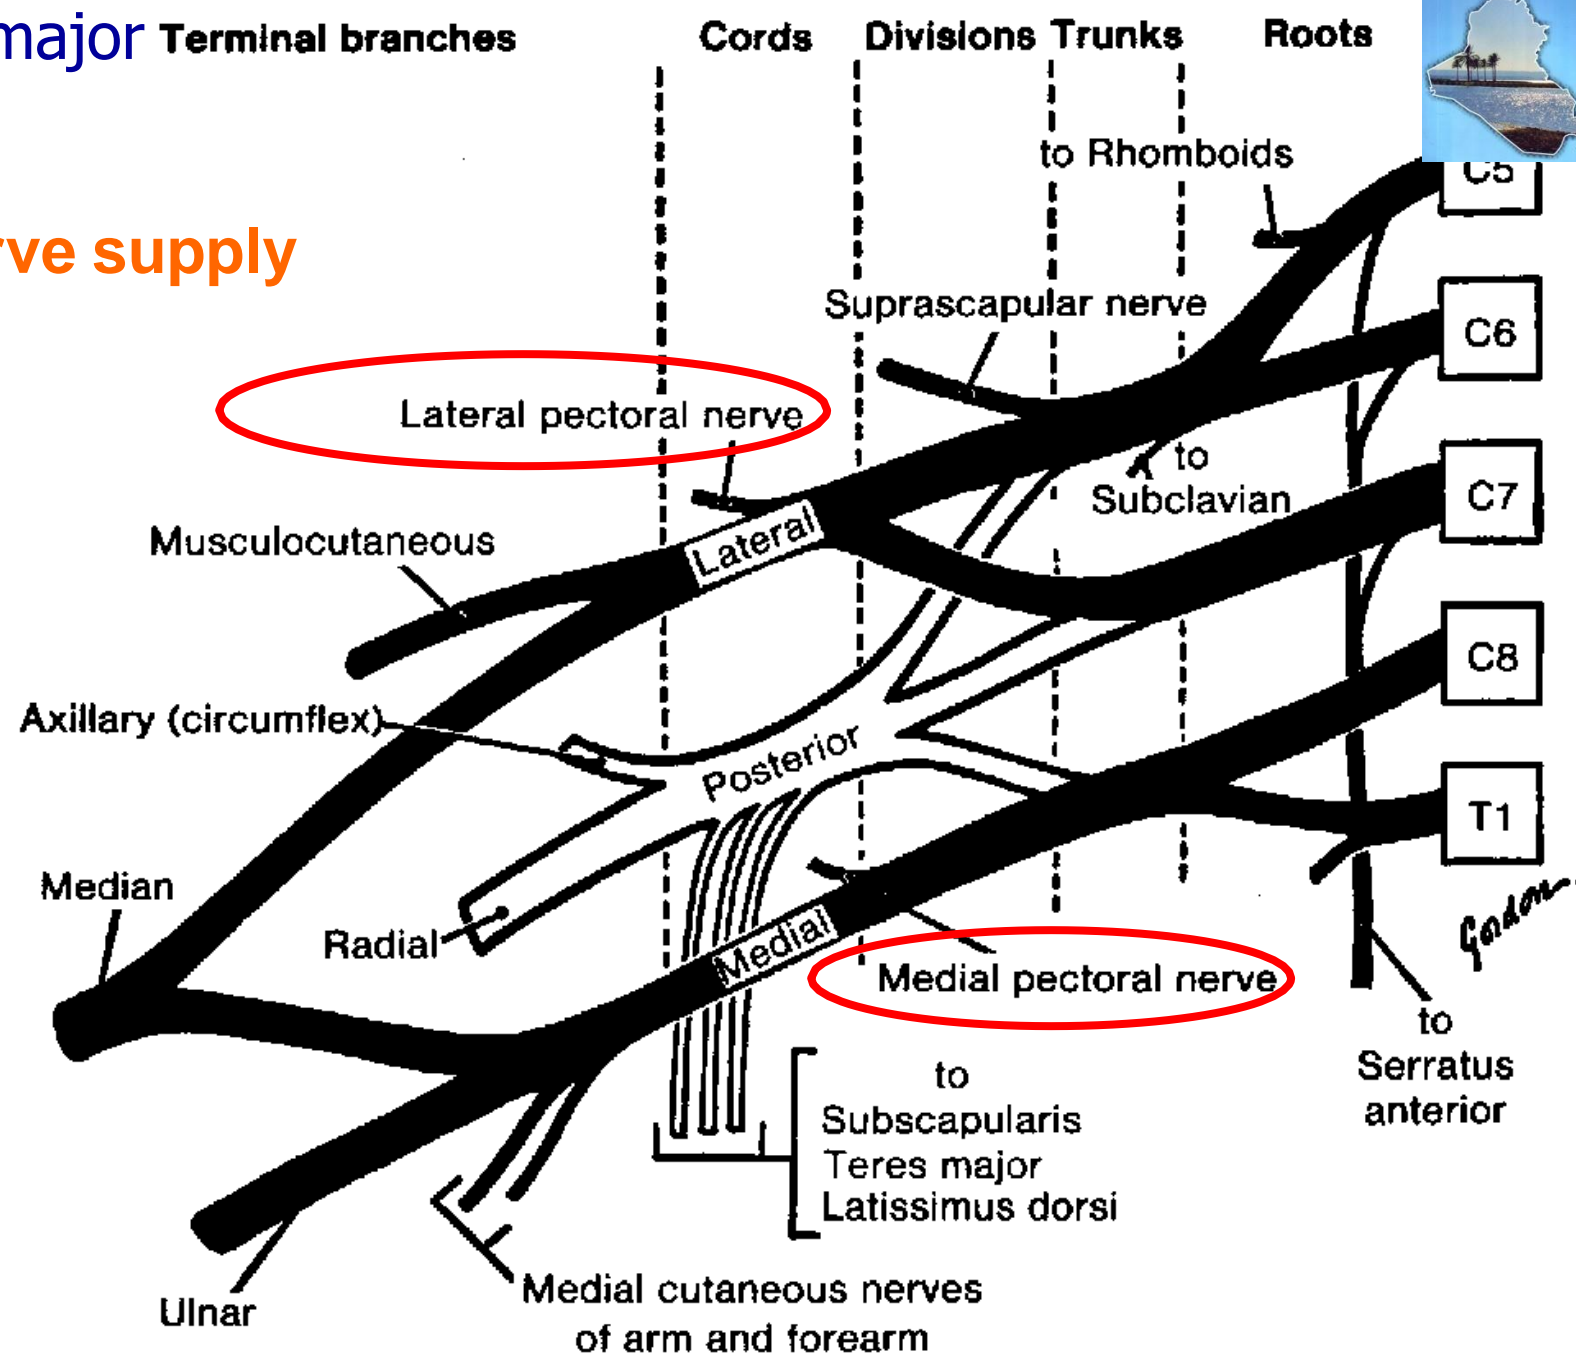 major
Terminal branches
Cords
Divisions
Trunks
Roots
to Rhomboids
C5
supply
Suprascapular nerve
C6
Lateral pectoral nerve
to
Subclavian
C7
Musculocutaneous
Lateral
C8
Axillary (circumflex)
Posterior
T1
Median
Radial
Medial
Gordon
Medial pectoral nerve
to
Serratus
anterior
to
Subscapularis
Teres major
Latissimus dorsi
Ulnar
Medial cutaneous nerves
of arm and forearm